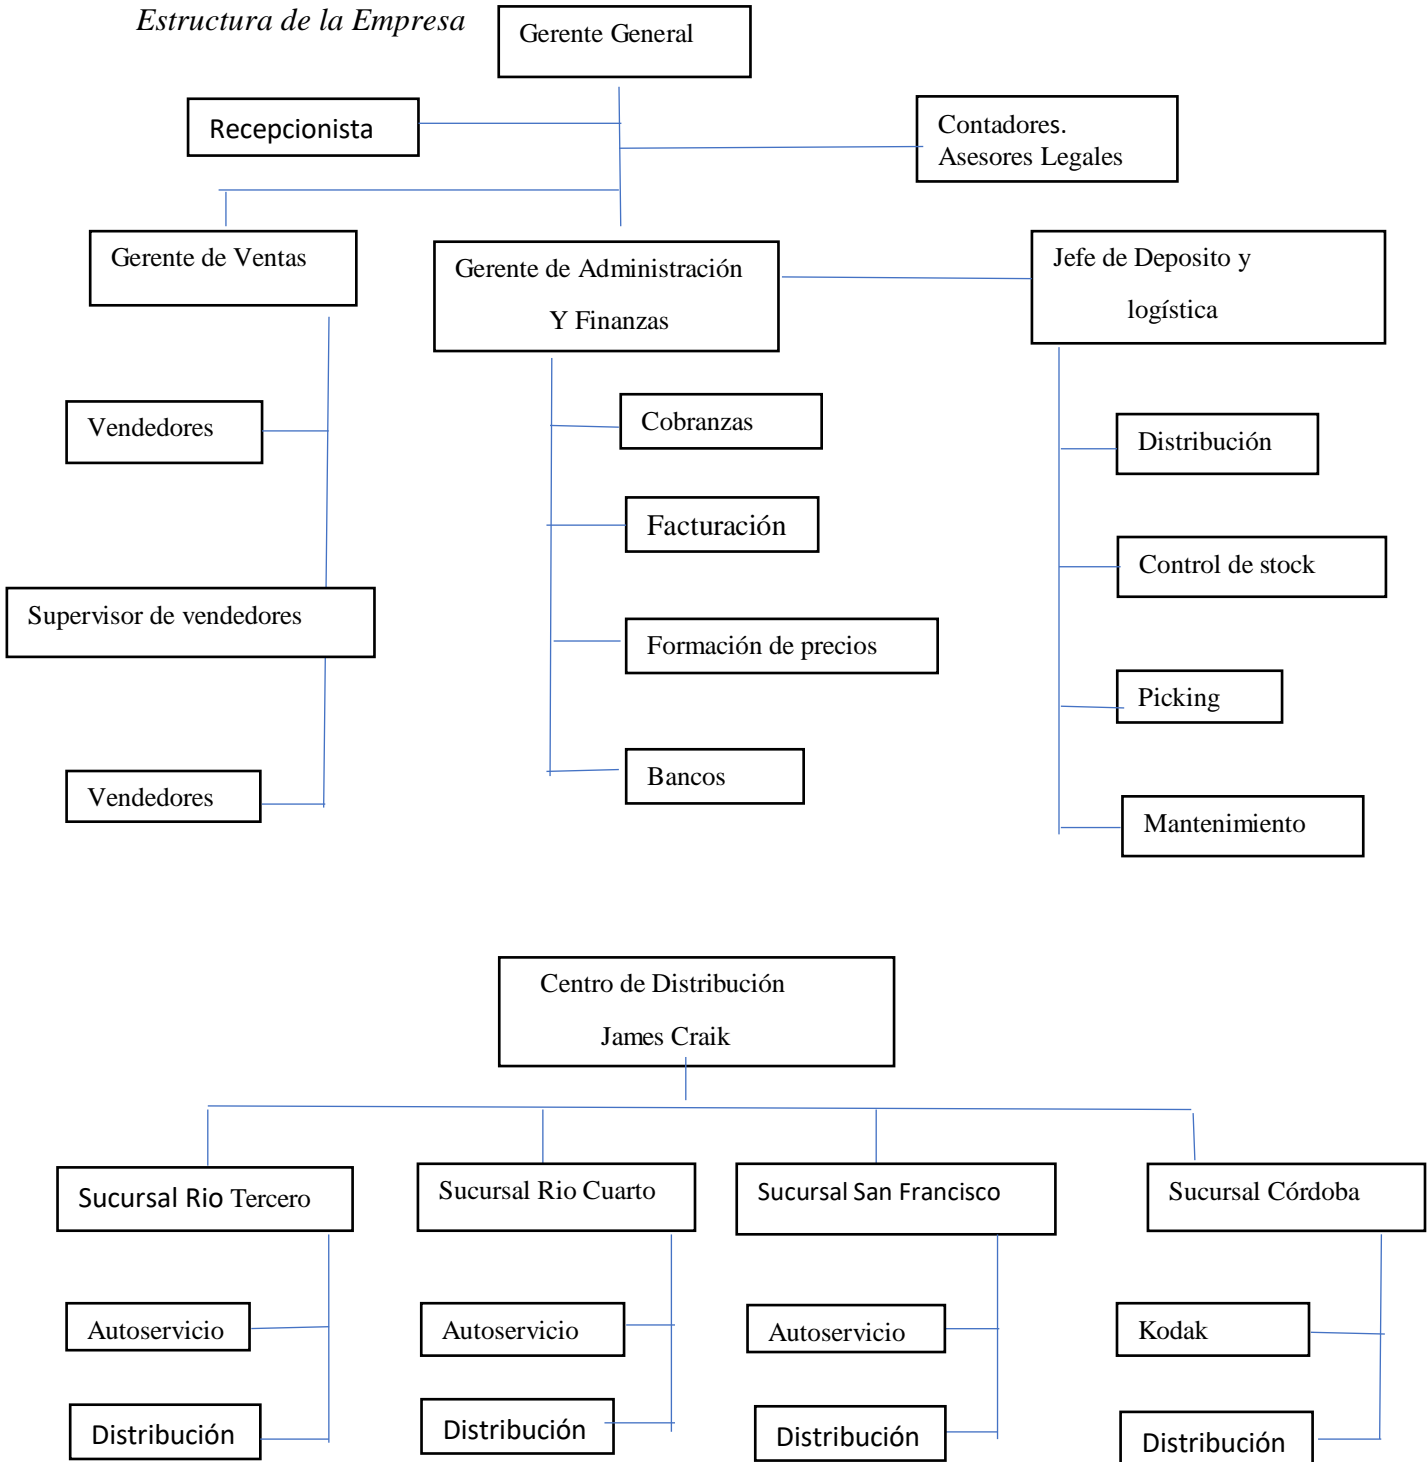 Estructura de la Empresa
Gerente General
Recepcionista
Contadores.
Asesores Legales
Gerente de Ventas
Gerente de Administración
Y Finanzas
Jefe de Deposito y
logística
Vendedores
Cobranzas
Distribución
Facturación
Control de stock
Supervisor de vendedores
Formación de precios
Picking
Vendedores
Bancos
Mantenimiento
Centro de Distribución
James Craik
Sucursal Rio Tercero
Sucursal Rio Cuarto
Sucursal San Francisco
Sucursal Córdoba
Autoservicio
Autoservicio
Autoservicio
Kodak
Distribución
Distribución
Distribución
Distribución